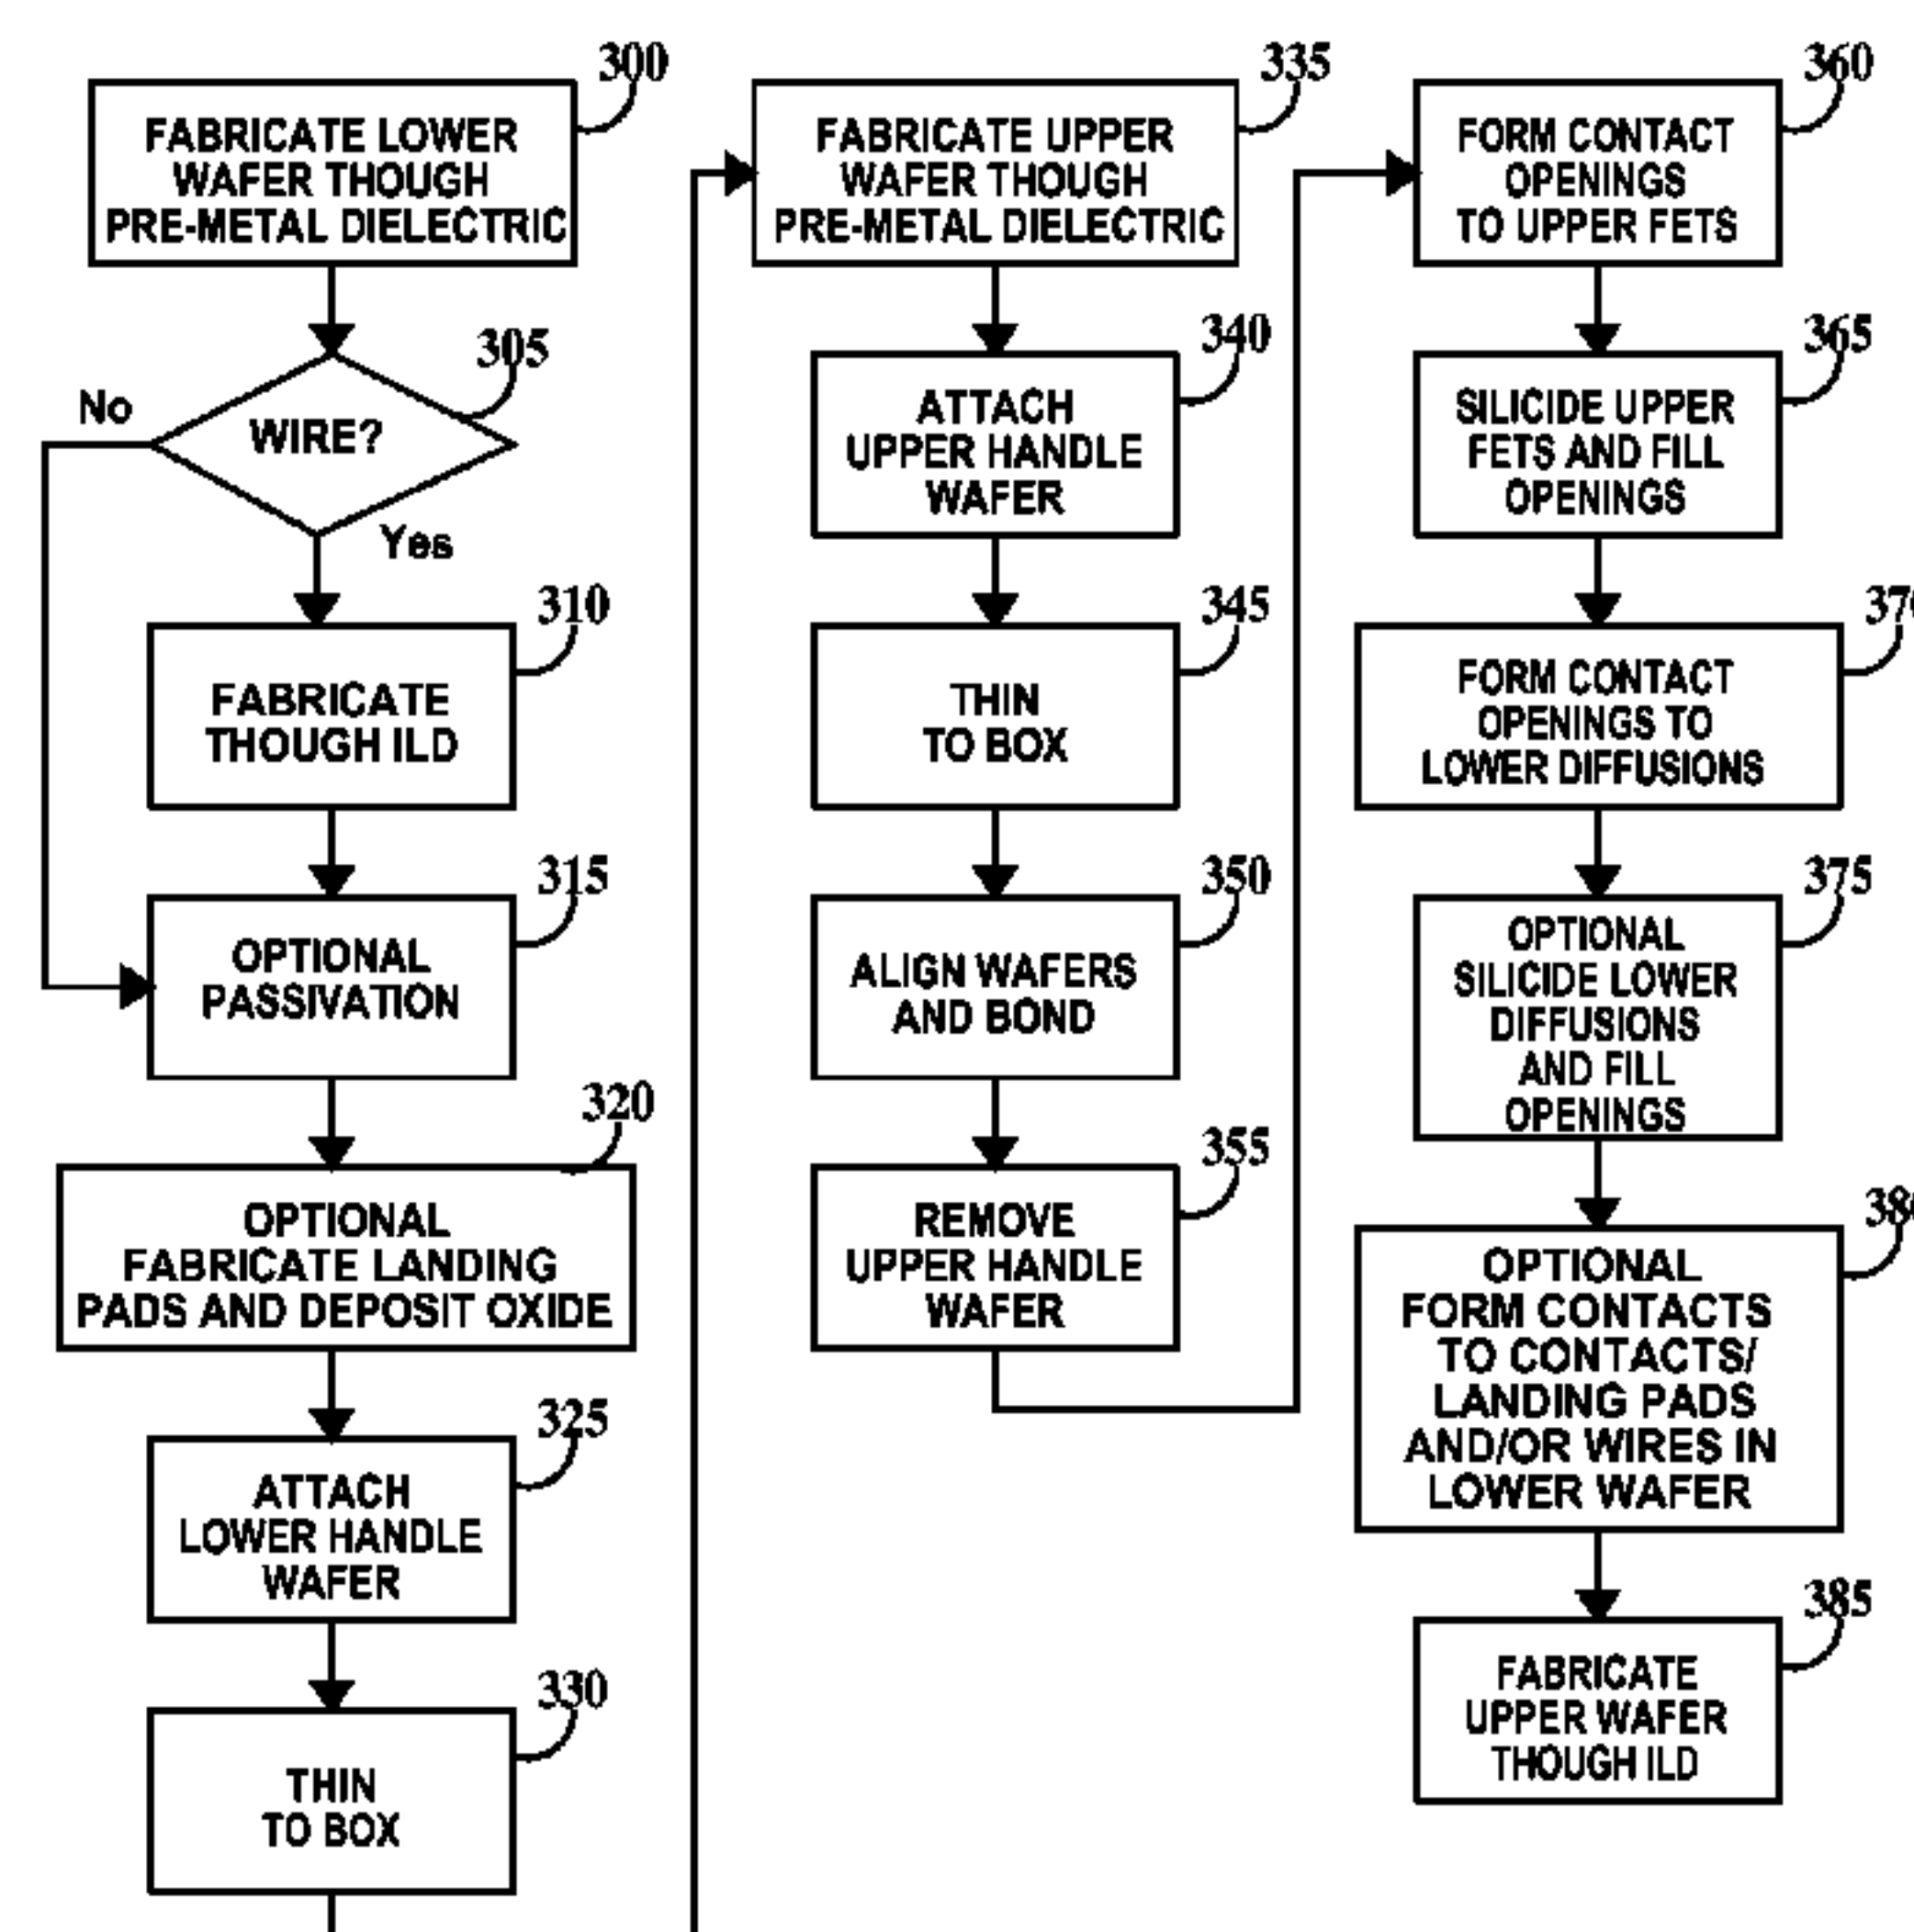 300
FABRICATE LOWER
WAFER THOUGH
PRE-METAL DIELECTRIC
305
No
WIRE?
Yes
310
FABRICATE
THOUGH ILD
315
OPTIONAL
PASSIVATION
320
OPTIONAL
FABRICATE LANDING
PADS AND DEPOSIT OXIDE
325
ATTACH
LOWER HANDLE
WAFER
330
THIN
TO BOX
335
FABRICATE UPPER
WAFER THOUGH
PRE-METAL DIELECTRIC
340
ATTACH
UPPER HANDLE
WAFER
345
THIN
TO BOX
350
ALIGN WAFERS
AND BOND
355
REMOVE
UPPER HANDLE
WAFER
360
FORM CONTACT
OPENINGS
TO UPPER FETS
365
SILICIDE UPPER
FETS AND FILL
OPENINGS
370
FORM CONTACT
OPENINGS TO
LOWER DIFFUSIONS
375
OPTIONAL
SILICIDE LOWER
DIFFUSIONS
AND FILL
OPENINGS
380
OPTIONAL
FORM CONTACTS
TO CONTACTS/
LANDING PADS
AND/OR WIRES IN
LOWER WAFER
385
FABRICATE
UPPER WAFER
THOUGH ILD